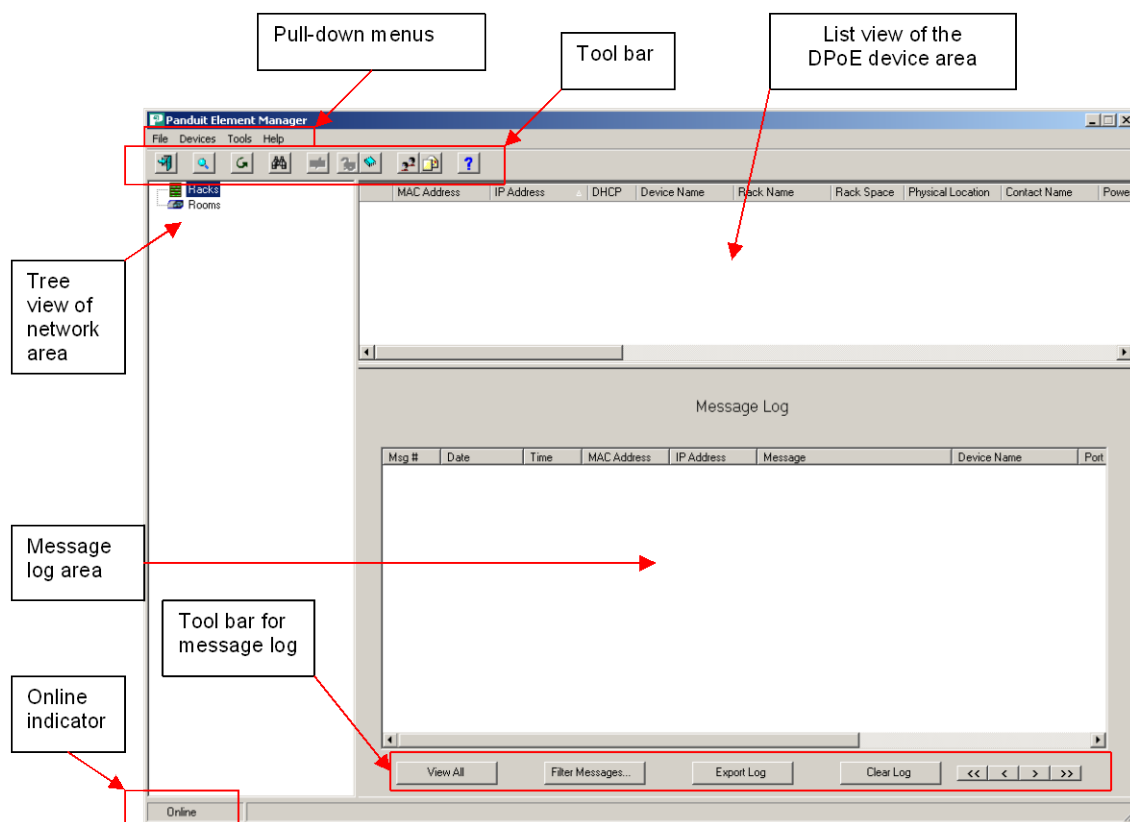 Pull-down menus
Tool bar
List view of the
DPoE device area
Panduit Element Manager
File Devices Tools Help
Racks
Rooms
MAC Address IP Address DHCP Device Name Rack Name Rack Space Physical Location Contact Name Powe
Tree
view of
network
area
Message Log
Msg # Date Time MAC Address IP Address Message Device Name Port
Message
log area
Tool bar for
message log
Online
indicator
View All Filter Messages... Export Log Clear Log << < > >>
Online